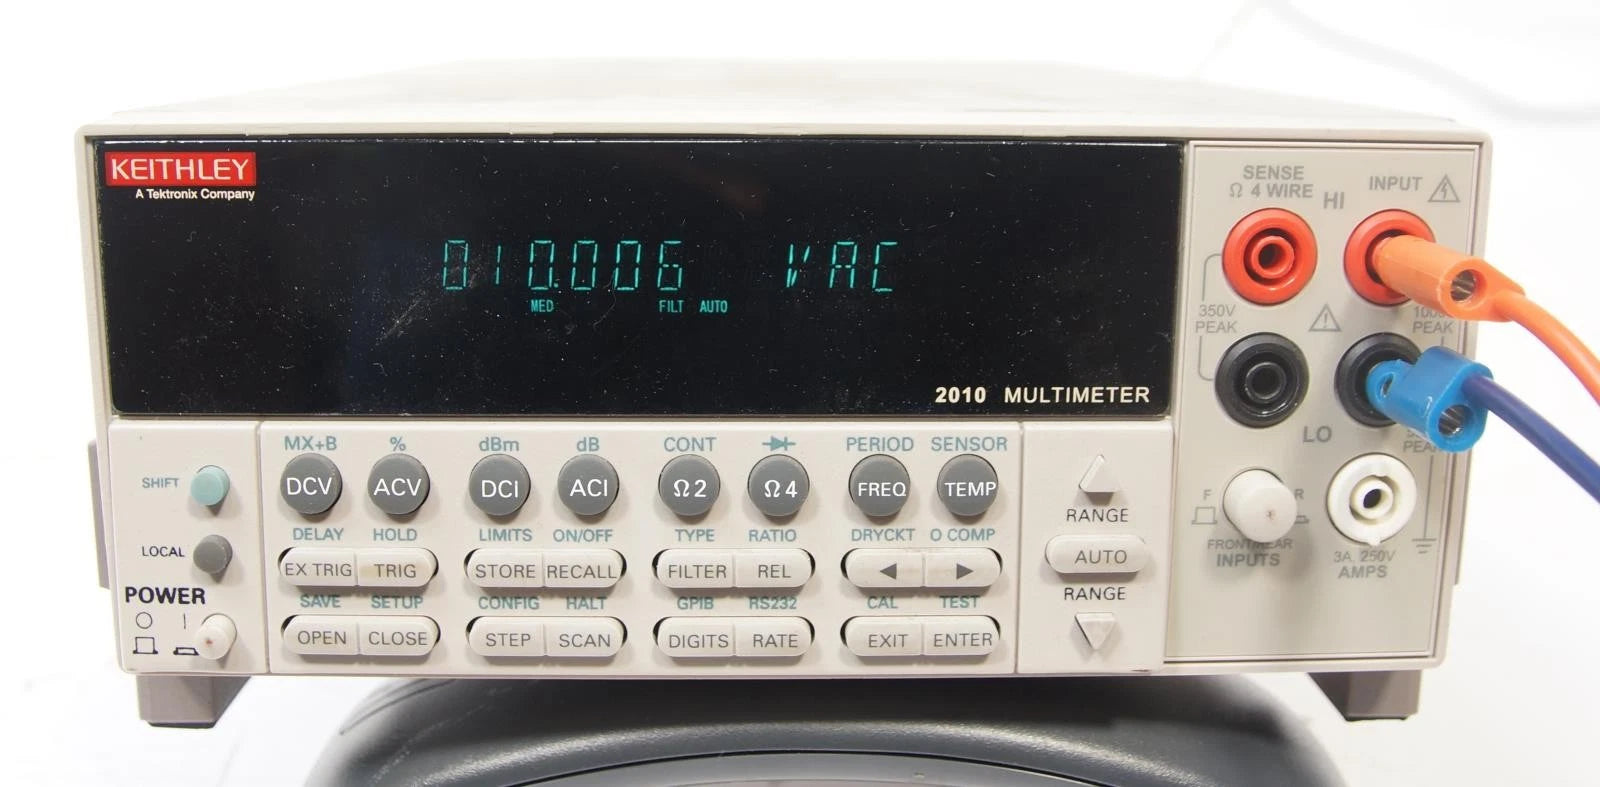 KEITHLEY
A Tektronix Company
010.006 VAC
MED FILT AUTO
2010 MULTIMETER
SENSE
Ω 4 WIRE
INPUT
HI
350V
PEAK
PEAK
LO
F R
FRONT/REAR
INPUTS
3A, 250V
AMPS
SHIFT
LOCAL
POWER
MX+B % dBm dB CONT PERIOD SENSOR
DCV ACV DCI ACI Ω2 Ω4 FREQ TEMP
DELAY HOLD LIMITS ON/OFF TYPE RATIO DRYCKT O COMP
EX TRIG TRIG STORE RECALL FILTER REL
SAVE SETUP CONFIG HALT GPIB RS232 CAL TEST
OPEN CLOSE STEP SCAN DIGITS RATE EXIT ENTER
RANGE
AUTO
RANGE